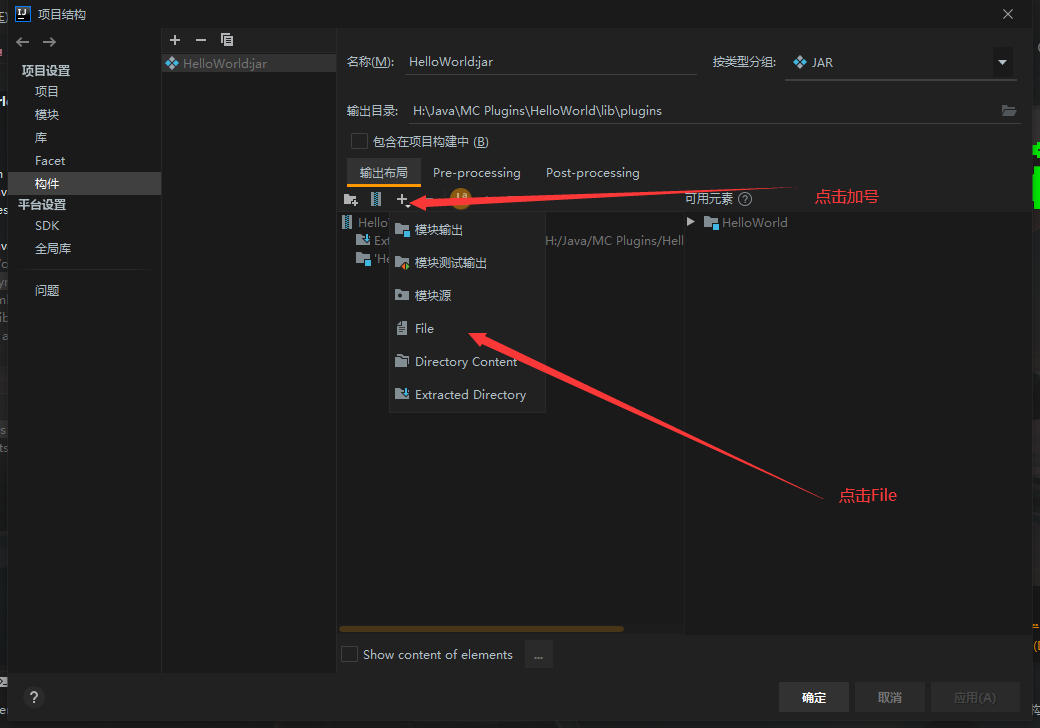 项目结构
项目设置
项目
模块
库
Facet
构件
平台设置
SDK
全局库
问题
HelloWorld:jar
名称(M): HelloWorld:jar 按类型分组: JAR
输出目录: H:\Java\MC Plugins\HelloWorld\lib\plugins
包含在项目构建中 (B)
输出布局 Pre-processing Post-processing
可用元素 ?
点击加号
Hello
Ext
H:/Java/MC Plugins/Hell
'He
HelloWorld
模块输出
模块测试输出
模块源
File
Directory Content
Extracted Directory
点击File
Show content of elements ...
? 确定 取消 应用(A)